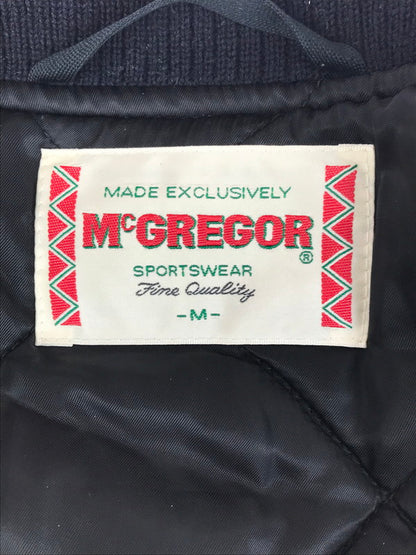 MADE EXCLUSIVELY
McGREGOR®
SPORTSWEAR
Fine Quality
-M-